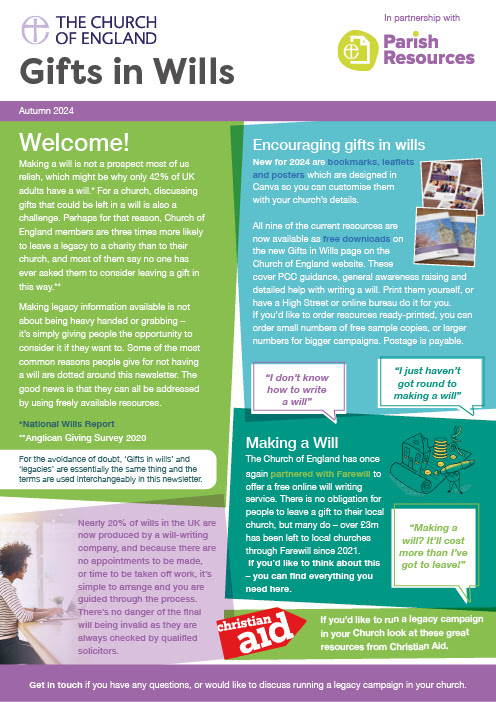 THE CHURCH
OF ENGLAND
In partnership with
Parish
Resources
Gifts in Wills
Autumn 2024
Welcome!
Making a will is not a prospect most of us
relish, which might be why only 42% of UK
adults have a will.* For a church, discussing
gifts that could be left in a will is also a
challenge. Perhaps for that reason, Church of
England members are three times more likely
to leave a legacy to a charity than to their
church, and most of them say no one has
ever asked them to consider leaving a gift in
this way.**
Making legacy information available is not
about being heavy handed or grabbing –
it's simply giving people the opportunity to
consider it if they want to. Some of the most
common reasons people give for not having
a will are dotted around this newsletter. The
good news is that they can all be addressed
by using freely available resources.
*National Wills Report
**Anglican Giving Survey 2020
For the avoidance of doubt, 'Gifts in wills' and
'legacies' are essentially the same thing and the
terms are used interchangeably in this newsletter.
Nearly 20% of wills in the UK are
now produced by a will-writing
company, and because there are
no appointments to be made,
or time to be taken off work, it's
simple to arrange and you are
guided through the process.
There's no danger of the final
will being invalid as they are
always checked by qualified
solicitors.
Encouraging gifts in wills
New for 2024 are bookmarks, leaflets
and posters which are designed in
Canva so you can customise them
with your church's details.
All nine of the current resources are
now available as free downloads on
the new Gifts in Wills page on the
Church of England website. These
cover PCC guidance, general awareness raising and
detailed help with writing a will. Print them yourself, or
have a High Street or online bureau do it for you.
If you'd like to order resources ready-printed, you can
order small numbers of free sample copies, or larger
numbers for bigger campaigns. Postage is payable.
"I don't know
how to write
a will"
"I just haven't
got round to
making a will"
Making a Will
The Church of England has once
again partnered with Farewill to
offer a free online will writing
service. There is no obligation for
people to leave a gift to their local
church, but many do – over £3m
has been left to local churches
through Farewill since 2021.
If you'd like to think about this
– you can find everything you
need here.
"Making a
will? It'll cost
more than I've
got to leave!"
christian
aid
If you'd like to run a legacy campaign
in your Church look at these great
resources from Christian Aid.
Get in touch if you have any questions, or would like to discuss running a legacy campaign in your church.